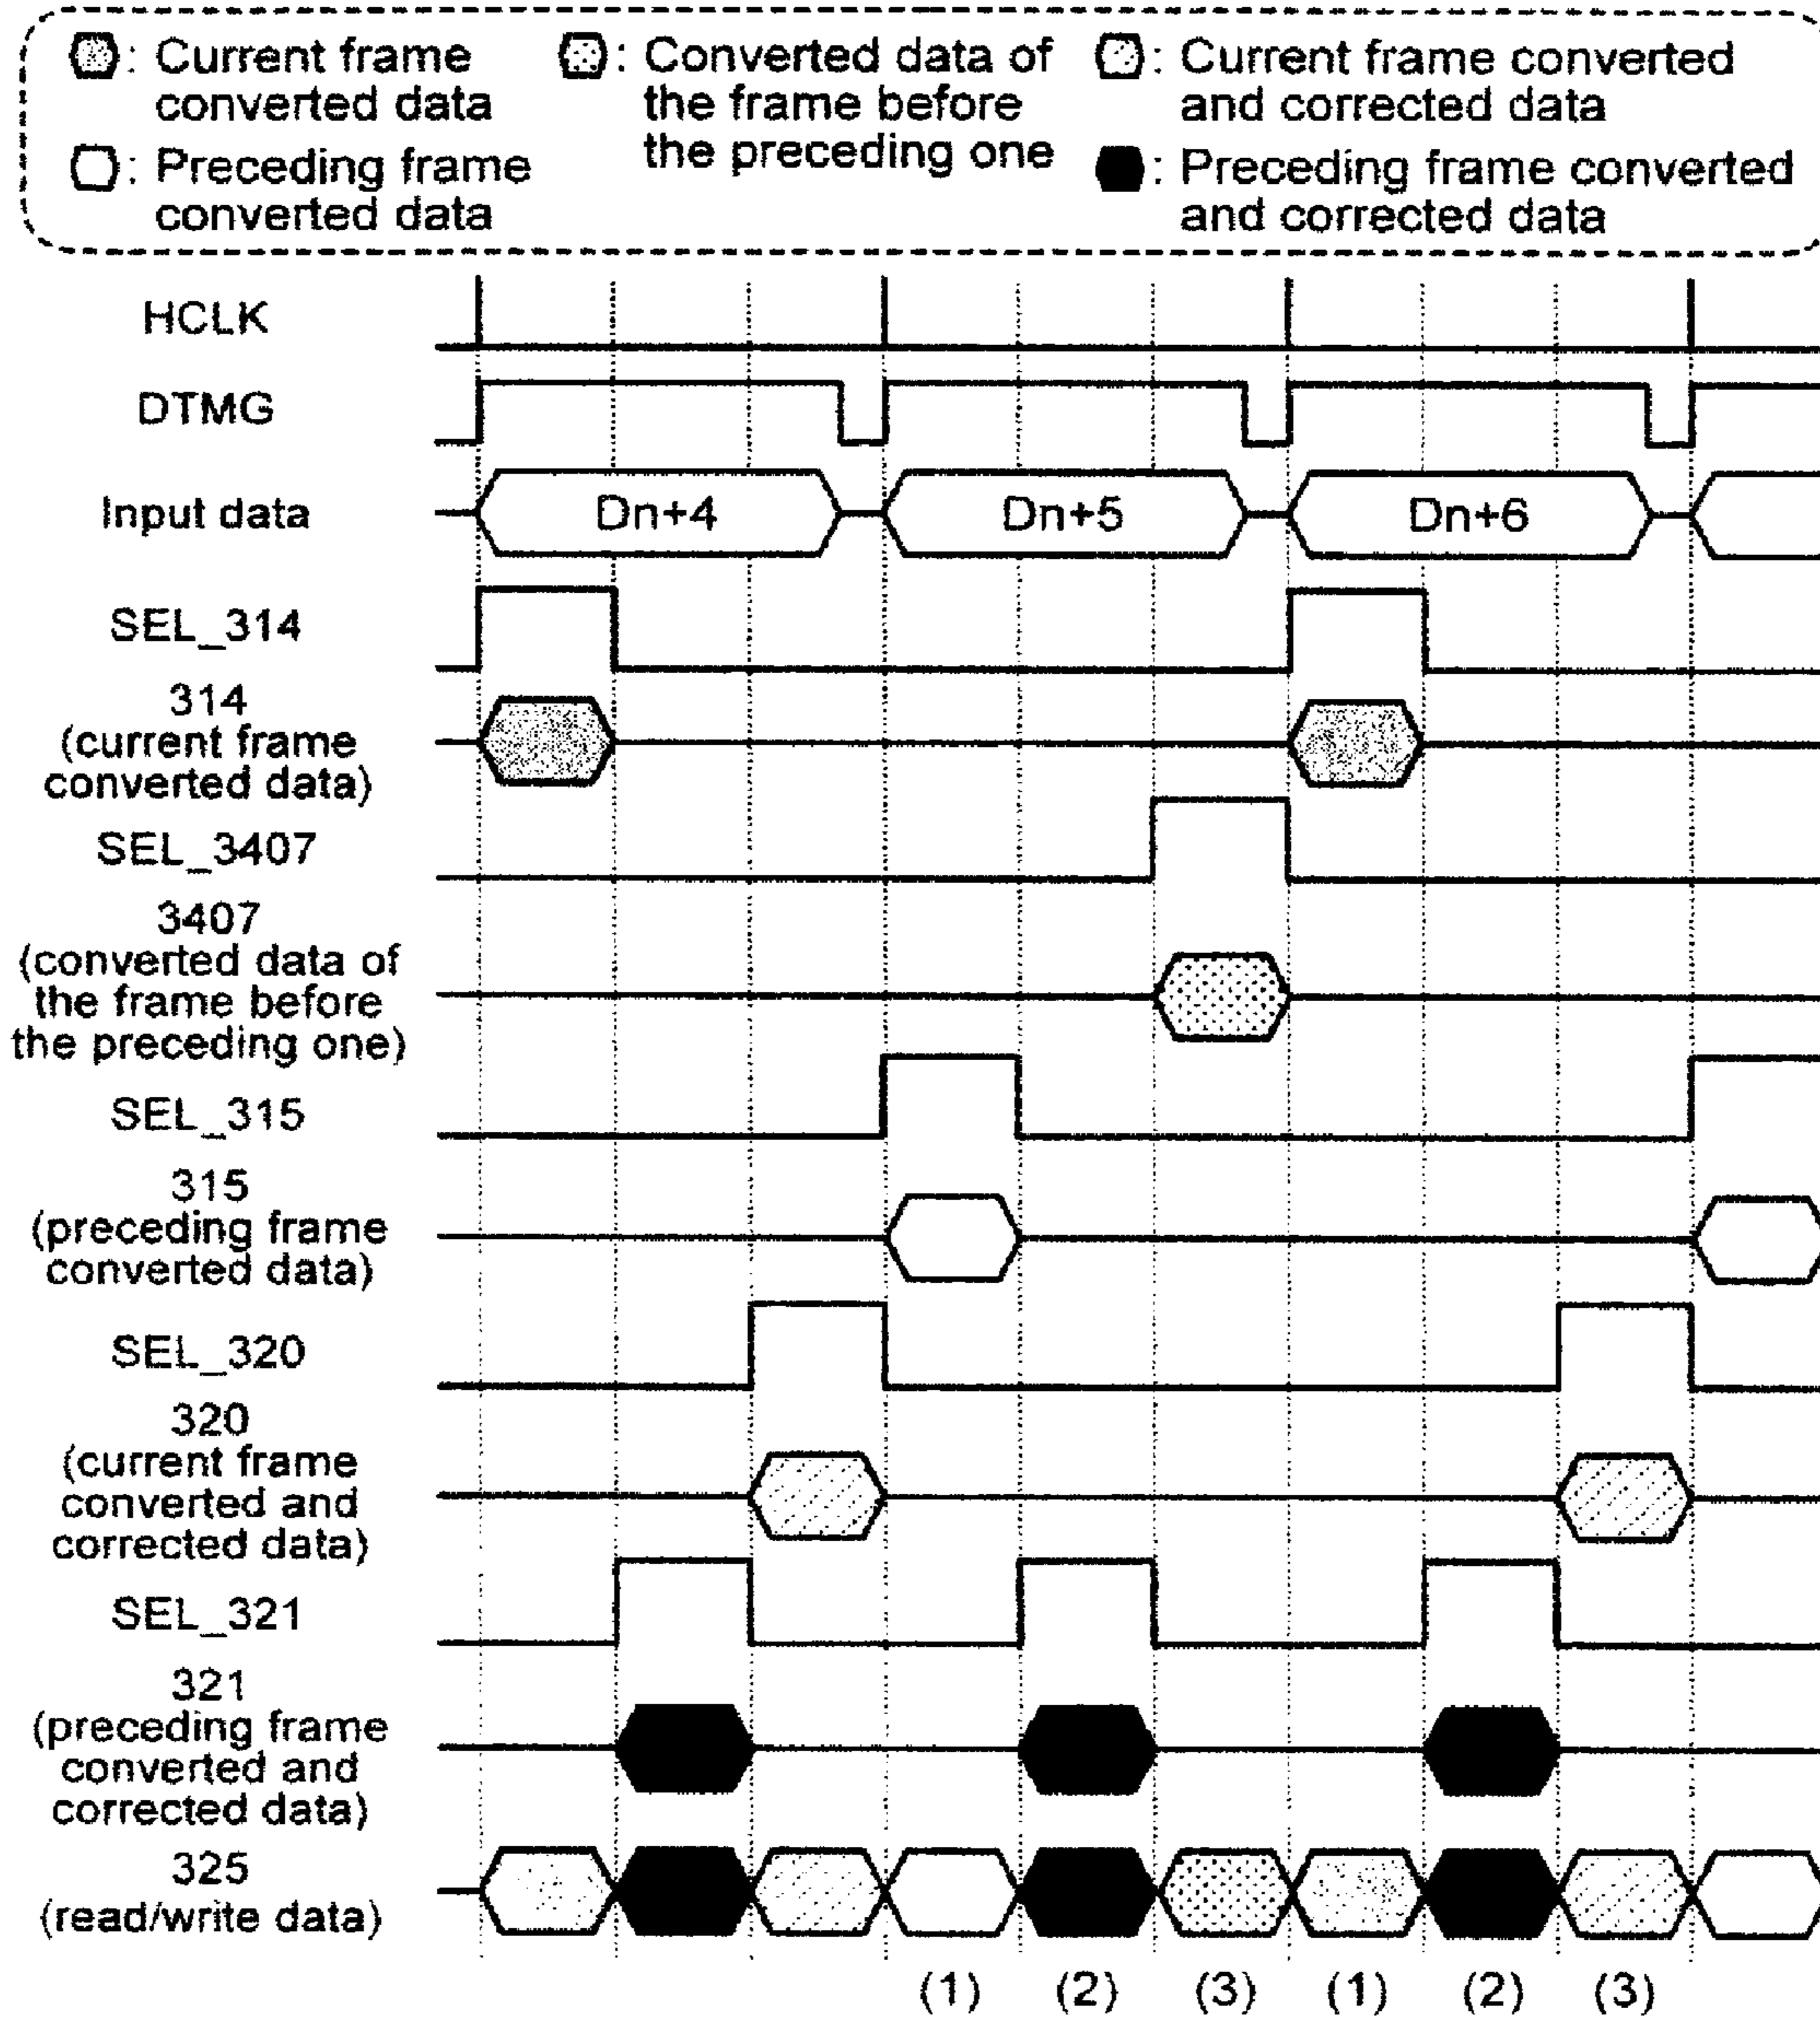 : Current frame
converted data
: Preceding frame
converted data
: Converted data of
the frame before
the preceding one
: Current frame converted
and corrected data
: Preceding frame converted
and corrected data
HCLK
DTMG
Input data
Dn+4
Dn+5
Dn+6
SEL_314
314
(current frame
converted data)
SEL_3407
3407
(converted data of
the frame before
the preceding one)
SEL_315
315
(preceding frame
converted data)
SEL_320
320
(current frame
converted and
corrected data)
SEL_321
321
(preceding frame
converted and
corrected data)
325
(read/write data)
(1) (2) (3) (1) (2) (3)